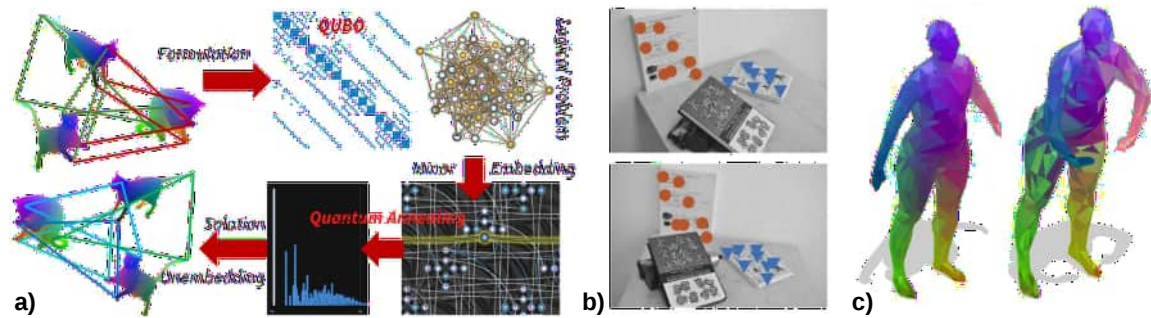 Formulation
QUBO
Logical Problem
Minor Embedding
Quantum Annealing
Solution
Unembedding
a)
b)
c)